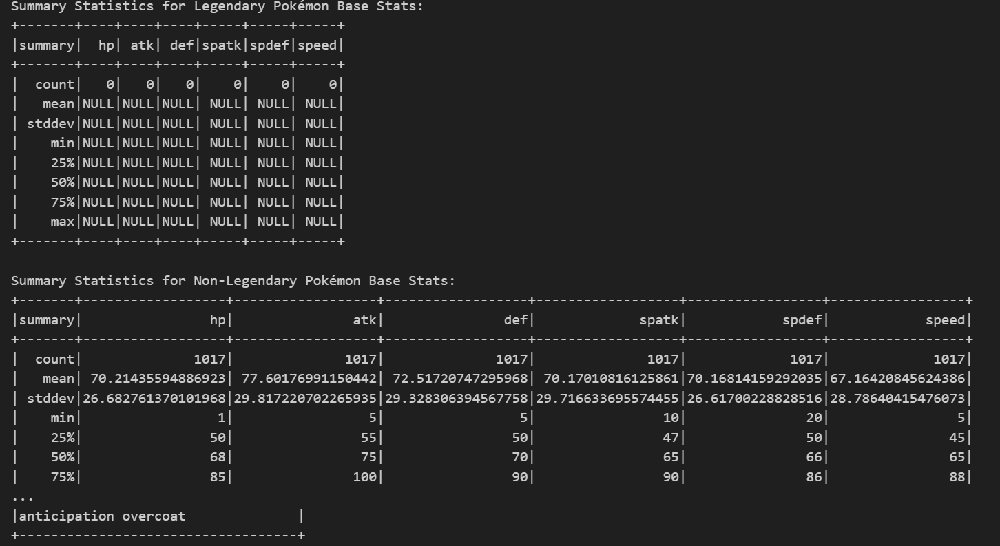 Summary Statistics for Legendary Pokémon Base Stats:
+-------+----+----+----+-----+-----+-----+
|summary|  hp| atk| def|spatk|spdef|speed|
+-------+----+----+----+-----+-----+-----+
|  count|   0|   0|   0|    0|    0|    0|
|   mean|NULL|NULL|NULL| NULL| NULL| NULL|
| stddev|NULL|NULL|NULL| NULL| NULL| NULL|
|    min|NULL|NULL|NULL| NULL| NULL| NULL|
|    25%|NULL|NULL|NULL| NULL| NULL| NULL|
|    50%|NULL|NULL|NULL| NULL| NULL| NULL|
|    75%|NULL|NULL|NULL| NULL| NULL| NULL|
|    max|NULL|NULL|NULL| NULL| NULL| NULL|
+-------+----+----+----+-----+-----+-----+

Summary Statistics for Non-Legendary Pokémon Base Stats:
+-------+------------------+------------------+------------------+------------------+-----------------+-----------------+
|summary|                hp|               atk|               def|             spatk|            spdef|            speed|
+-------+------------------+------------------+------------------+------------------+-----------------+-----------------+
|  count|              1017|              1017|              1017|              1017|             1017|             1017|
|   mean| 70.21435594886923| 77.60176991150442| 72.51720747295968| 70.17010816125861|70.16814159292035|67.16420845624386|
| stddev|26.682761370101968|29.817220702265935|29.328306394567758|29.716633695574455|26.61700228828516|28.78640415476073|
|    min|                 1|                 5|                 5|                10|               20|                5|
|    25%|                50|                55|                50|                47|               50|               45|
|    50%|                68|                75|                70|                65|               66|               65|
|    75%|                85|               100|                90|                90|               86|               88|
...
|anticipation overcoat              |
+-----------------------------------+